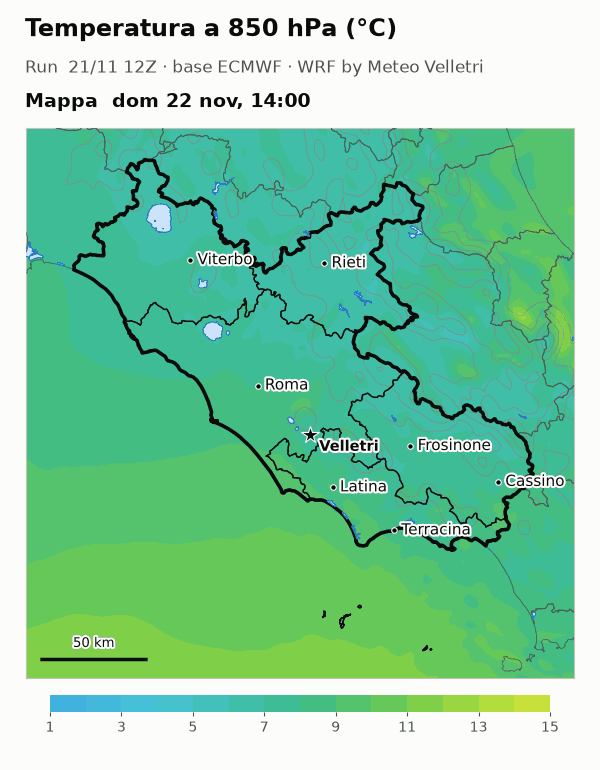 Temperatura a 850 hPa (°C)
Run  21/11 12Z · base ECMWF · WRF by Meteo Velletri
Mappa  dom 22 nov, 14:00
Viterbo
Rieti
Roma
Velletri
Frosinone
Cassino
Latina
Terracina
50 km
1 3 5 7 9 11 13 15